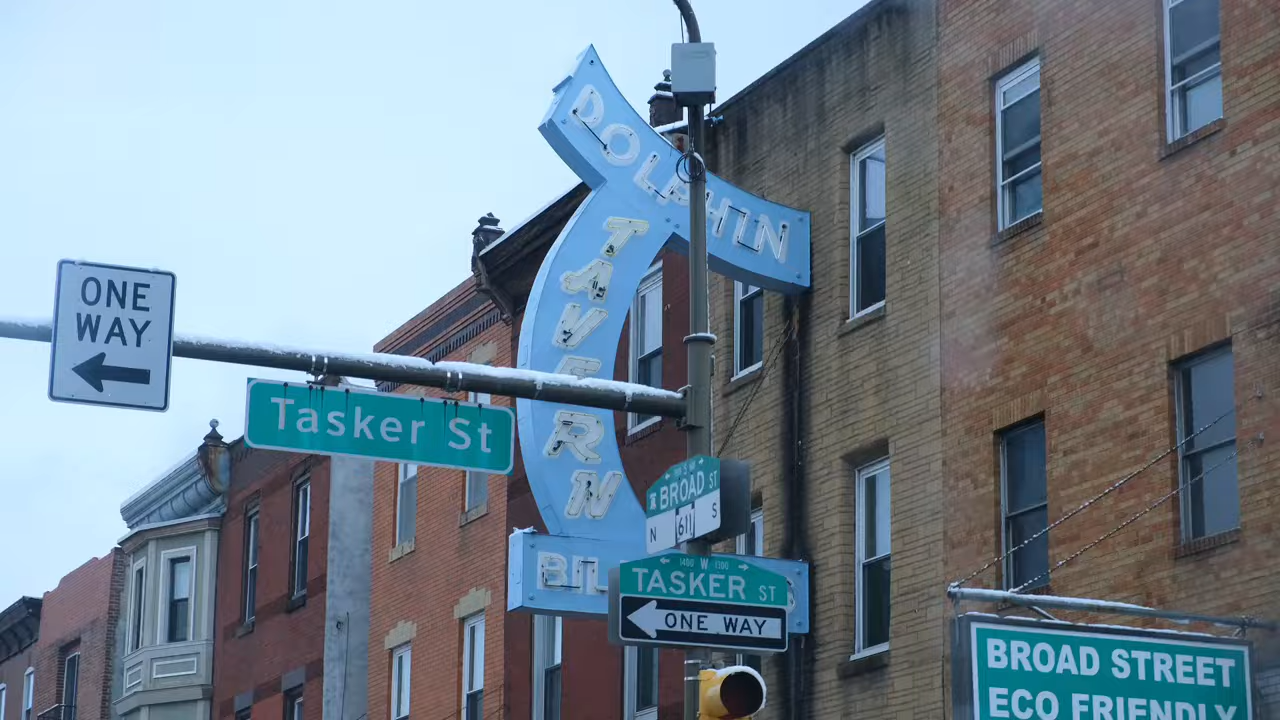 DOLPHIN
TAVERN
ONE
WAY
Tasker St
BROAD ST
N 611 S
1400 W 1300
TASKER ST
ONE WAY
BROAD STREET
ECO FRIENDLY